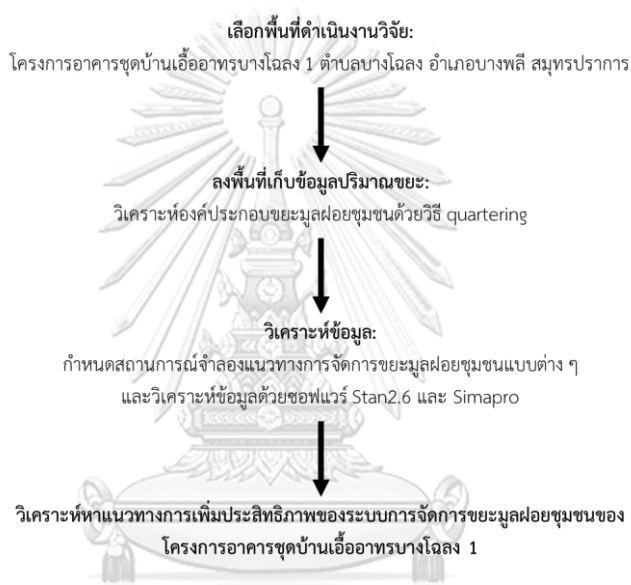 เลือกพื้นที่ดำเนินงานวิจัย:
โครงการอาคารชุดบ้านเอื้ออาทรบางโฉลง 1 ตำบลบางโฉลง อำเภอบางพลี สมุทรปราการ
ลงพื้นที่เก็บข้อมูลปริมาณขยะ:
วิเคราะห์องค์ประกอบขยะมูลฝอยชุมชนด้วยวิธี quartering
วิเคราะห์ข้อมูล:
กำหนดสถานการณ์จำลองแนวทางการจัดการขยะมูลฝอยชุมชนแบบต่าง ๆ
และวิเคราะห์ข้อมูลด้วยซอฟแวร์ Stan2.6 และ Simapro
วิเคราะห์หาแนวทางการเพิ่มประสิทธิภาพของระบบการจัดการขยะมูลฝอยชุมชนของ
โครงการอาคารชุดบ้านเอื้ออาทรบางโฉลง 1